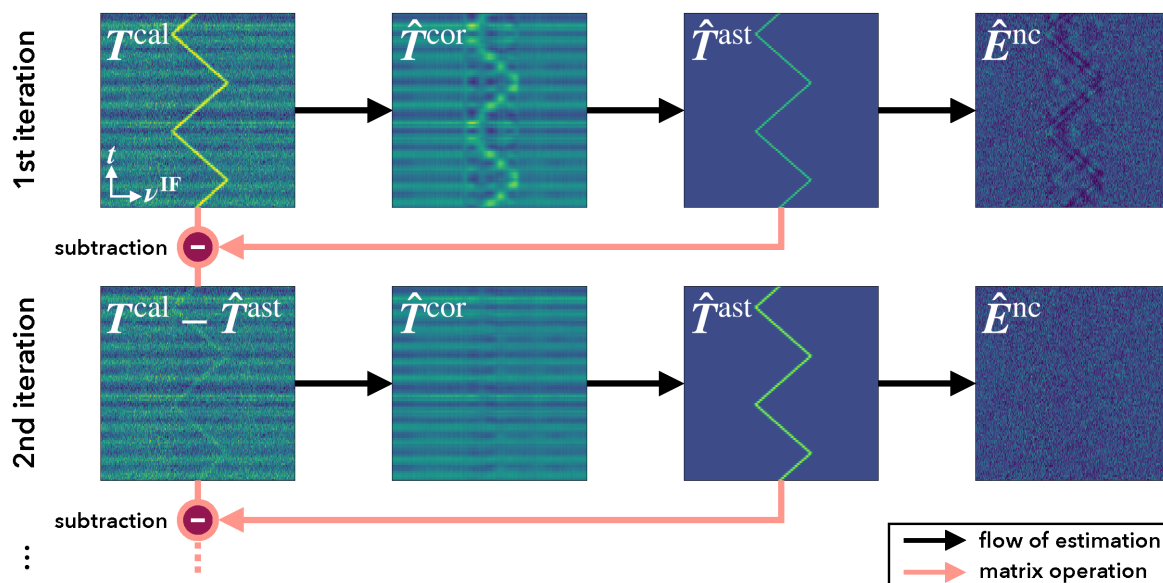 1st iteration
T^cal
T̂^cor
T̂^ast
Ê^nc
t
ν^IF
subtraction
−
2nd iteration
T^cal − T̂^ast
T̂^cor
T̂^ast
Ê^nc
subtraction
−
...
flow of estimation
matrix operation